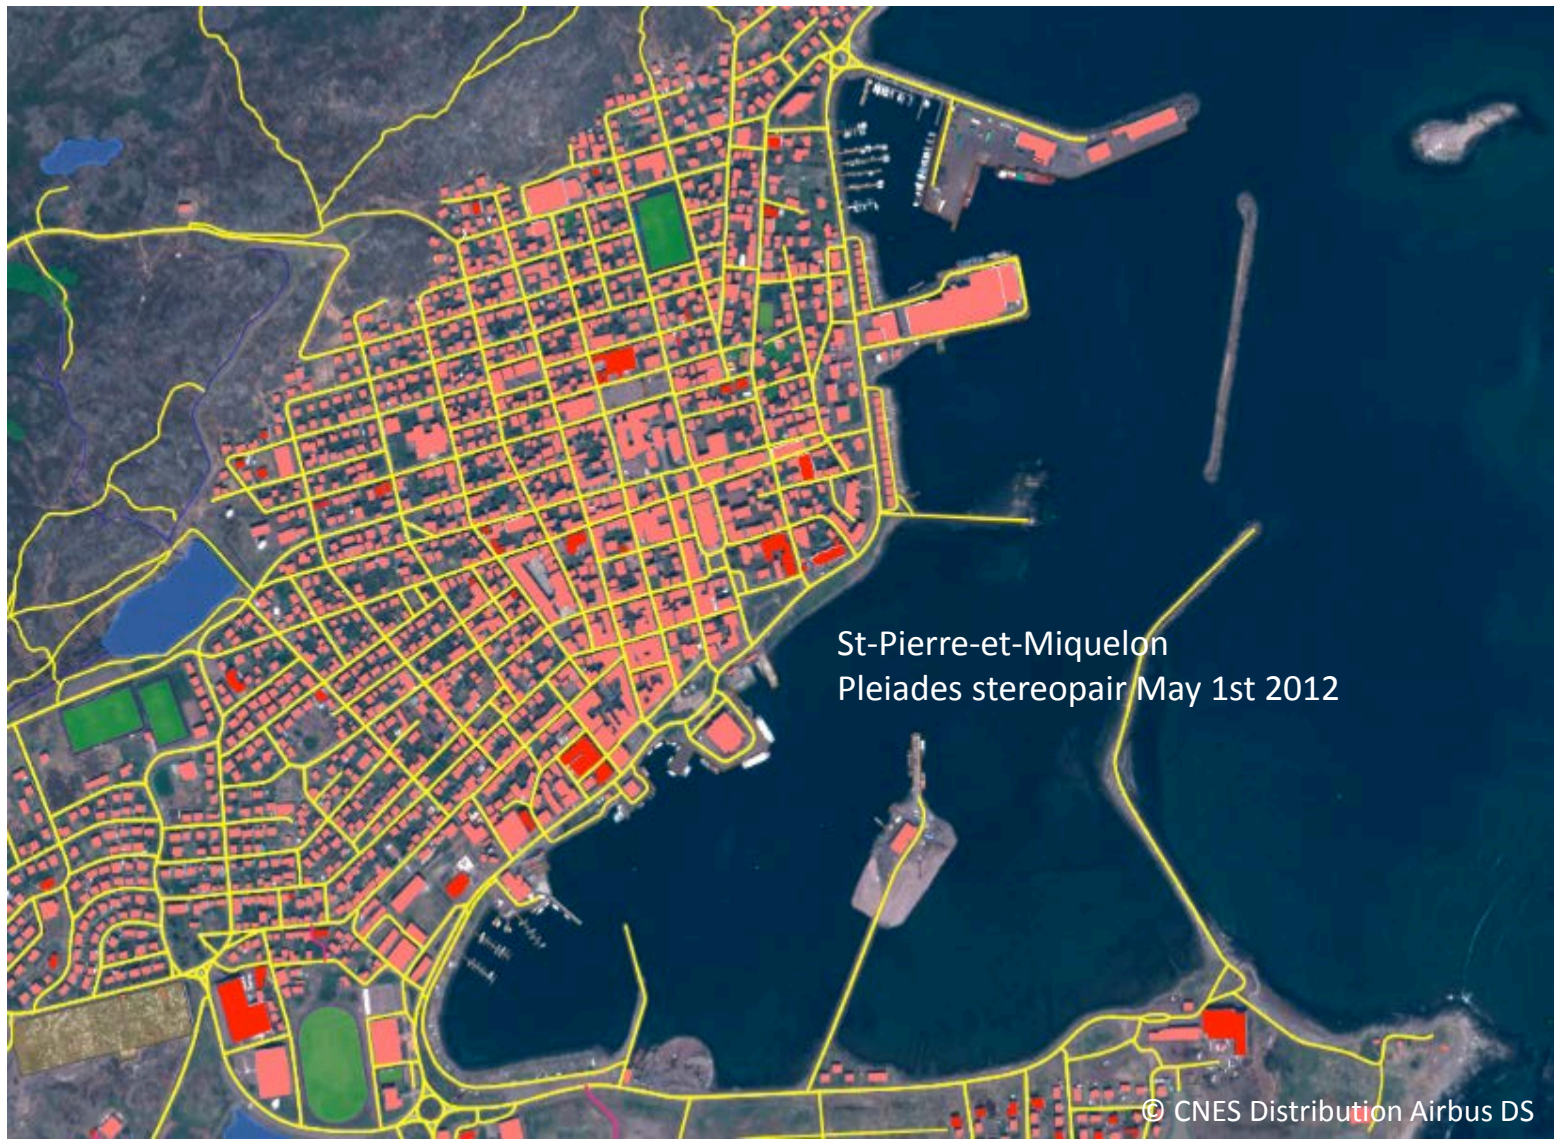 St-Pierre-et-Miquelon
Pleiades stereopair May 1st 2012
© CNES Distribution Airbus DS